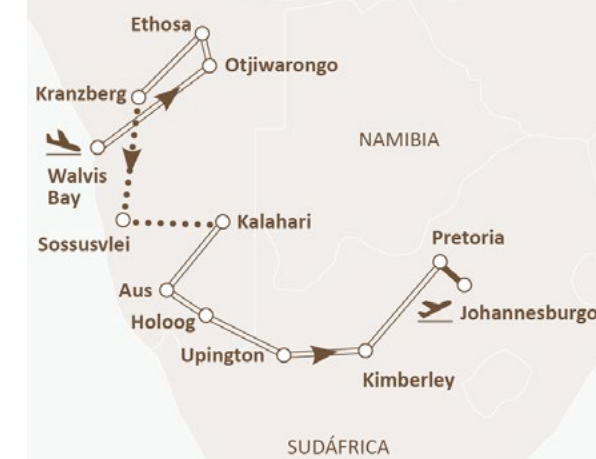 Ethosa
Otjiwarongo
Kranzberg
NAMIBIA
Walvis
Bay
Sossusvlei
Kalahari
Pretoria
Aus
Johannesburgo
Holoog
Upington
Kimberley
SUDÁFRICA